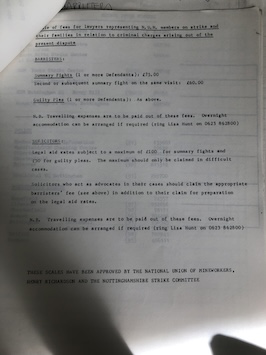 of fees for lawyers representing N.U.M. members on strike and
their families in relation to criminal charges arising out of the
present dispute
BARRISTERS:
Summary fights (1 or more Defendants): £75.00
Second or subsequent summary fight on the same visit: £60.00
Guilty Plea (1 or more Defendants): As above.
N.B. Travelling expenses are to be paid out of these fees. Overnight
accommodation can be arranged if required (ring Lisa Hunt on 0623
SOLICITORS:
Legal aid rates subject to a maximum of £100 for summary fights and
£50 for guilty pleas. The maximum should only be claimed in difficult
cases.
Solicitors who act as advocates in their cases should claim the appropriate
barristers' fee (see above) in addition to their claim for preparation
on the legal aid rates.
N.B. Travelling expenses are to be paid out of these fees. Overnight
accommodation can be arranged if required (ring Lisa Hunt on 0623
THESE SCALES HAVE BEEN APPROVED BY THE NATIONAL UNION OF MINEWORKERS,
HENRY RICHARDSON AND THE NOTTINGHAMSHIRE STRIKE COMMITTEE